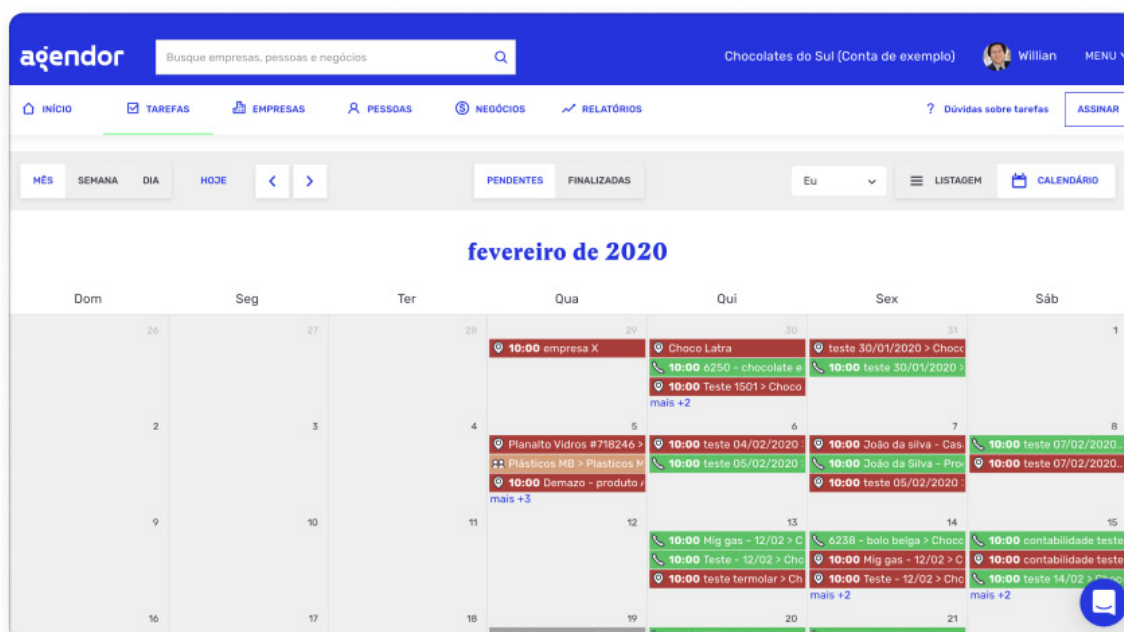 agendor
Busque empresas, pessoas e negócios
Chocolates do Sul (Conta de exemplo)
Willian
MENU
INÍCIO
TAREFAS
EMPRESAS
PESSOAS
NEGÓCIOS
RELATÓRIOS
Dúvidas sobre tarefas
ASSINAR
MÊS SEMANA DIA HOJE
PENDENTES FINALIZADAS
Eu
LISTAGEM
CALENDÁRIO
fevereiro de 2020
Dom Seg Ter Qua Qui Sex Sáb
26 27 28 29 30 31 1
10:00 empresa X
Choco Latra
teste 30/01/2020 > Choco
10:00 6250 - chocolate e
10:00 teste 30/01/2020 >
10:00 Teste 1501 > Choco
mais +2
2 3 4 5 6 7 8
Planalto Vidros #718246 >
10:00 teste 04/02/2020
10:00 João da silva - Cas
10:00 teste 07/02/2020...
Plásticos MB > Plasticos M
10:00 teste 05/02/2020
10:00 João da Silva - Pro
10:00 teste 07/02/2020...
10:00 Demazo - produto
10:00 teste 05/02/2020
mais +3
9 10 11 12 13 14 15
10:00 Mig gas - 12/02 > C
6238 - bolo belga > Choco
10:00 contabilidade teste
10:00 Teste - 12/02 > Cho
10:00 Mig gas - 12/02 > C
10:00 contabilidade teste
10:00 teste termolar > Ch
10:00 Teste - 12/02 > Cho
10:00 teste 14/02 >
mais +2
mais +2
16 17 18 19 20 21